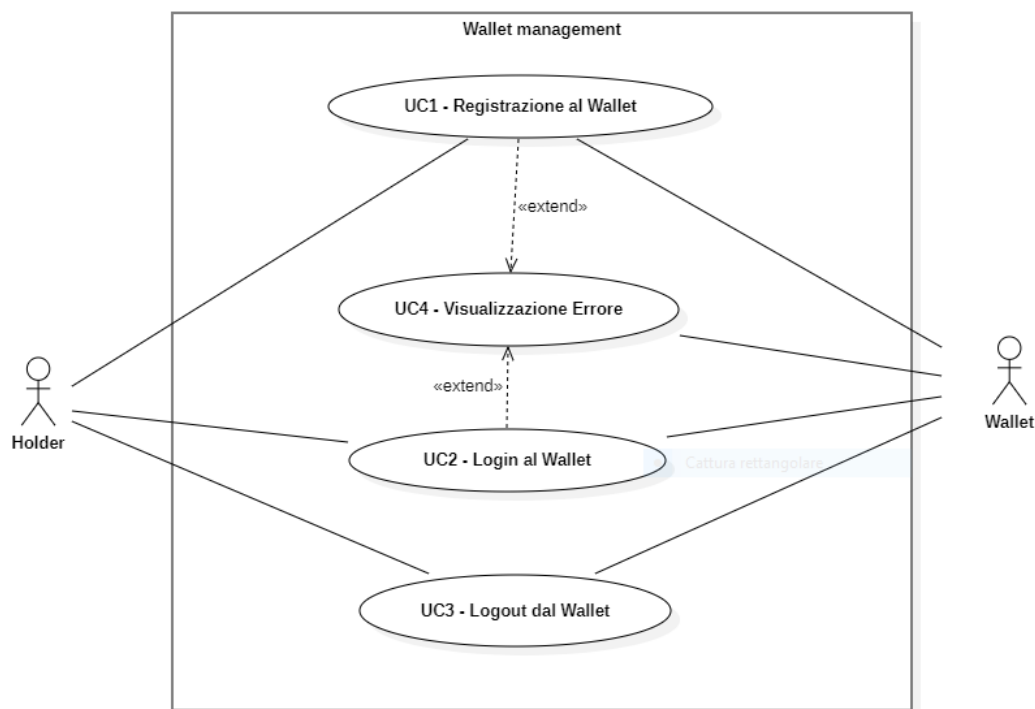 Wallet management
UC1 - Registrazione al Wallet
«extend»
UC4 - Visualizzazione Errore
«extend»
Holder
Wallet
UC2 - Login al Wallet
Cattura rettangolare
UC3 - Logout dal Wallet